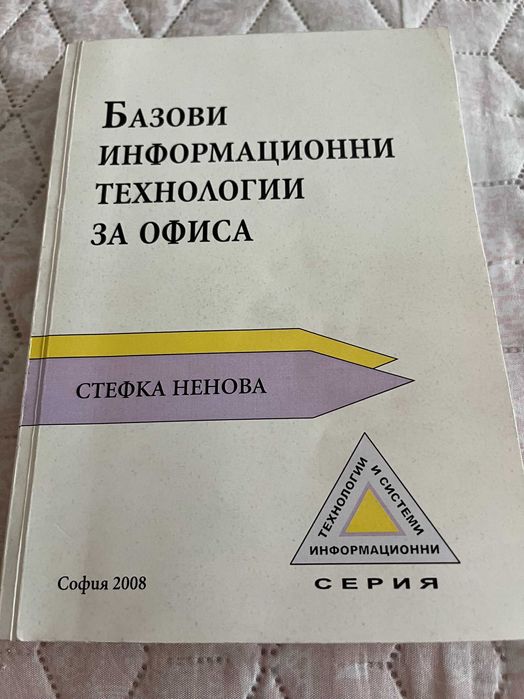 БАЗОВИ
ИНФОРМАЦИОННИ
ТЕХНОЛОГИИ
ЗА ОФИСА
СТЕФКА НЕНОВА
ТЕХНОЛОГИИ
И СИСТЕМИ
ИНФОРМАЦИОННИ
СЕРИЯ
София 2008